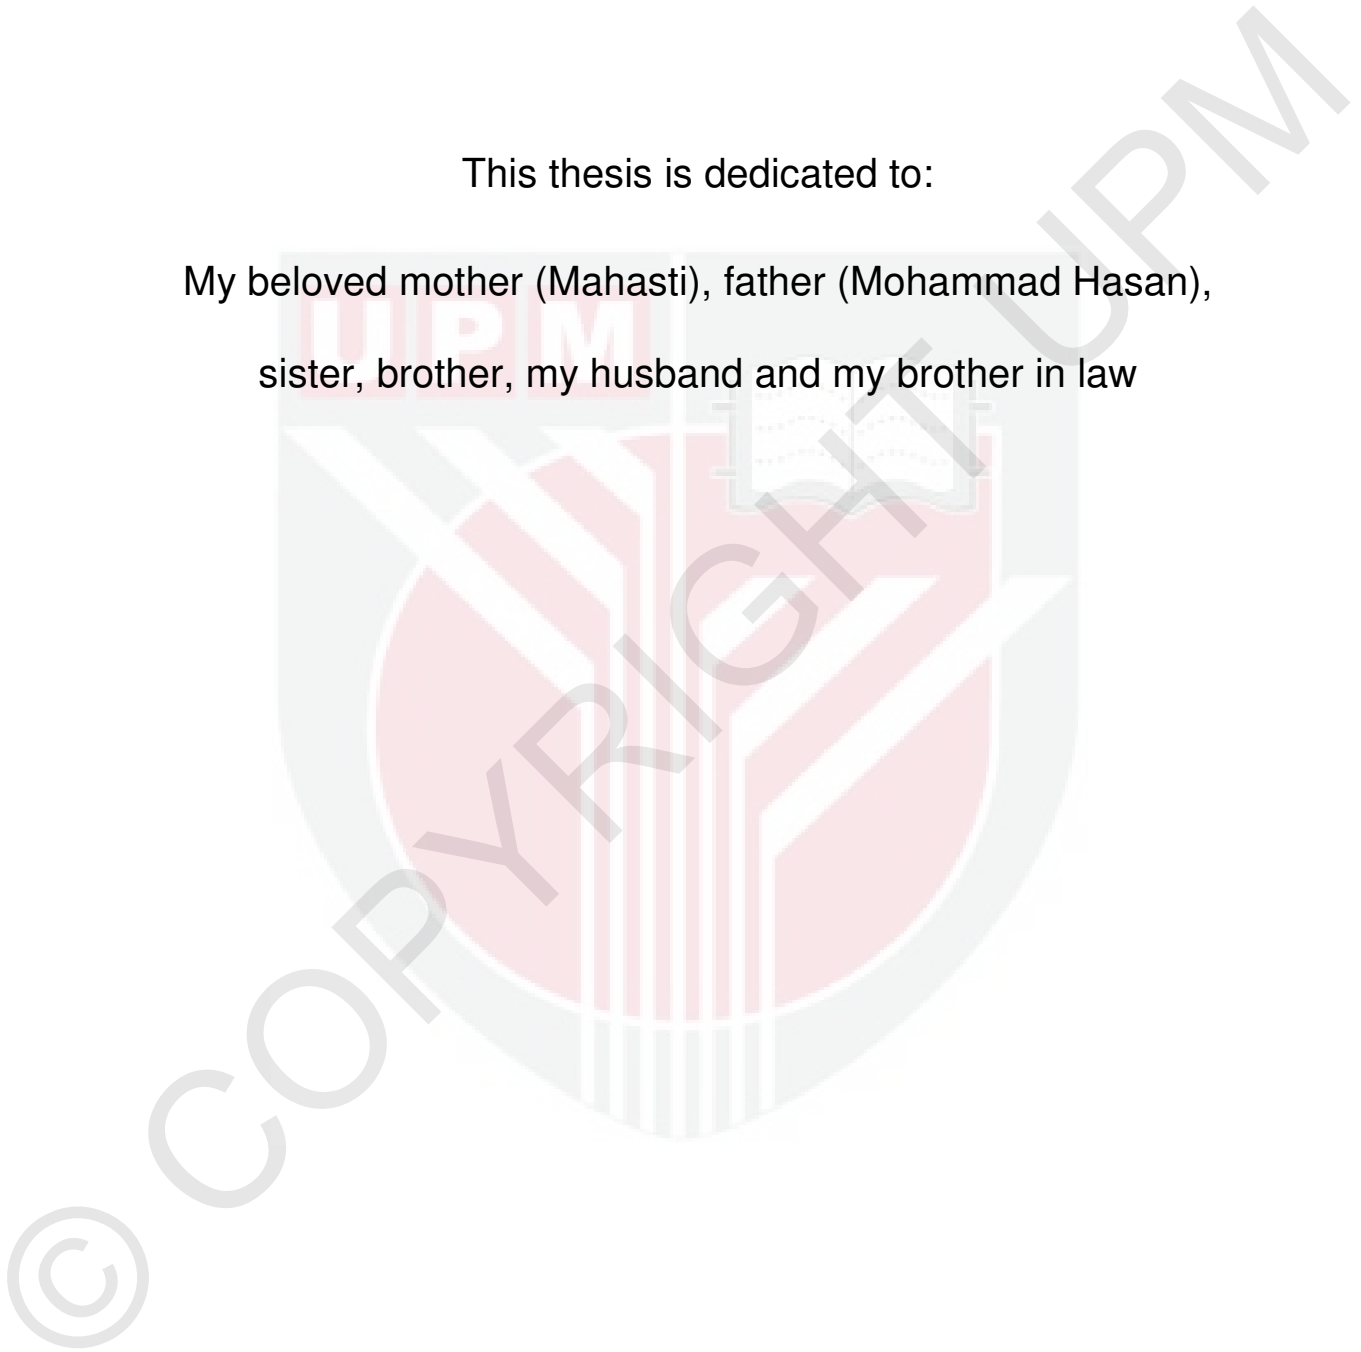 This thesis is dedicated to:
My beloved mother (Mahasti), father (Mohammad Hasan),
UPM
sister, brother, my husband and my brother in law
© COPYRIGHT UPM